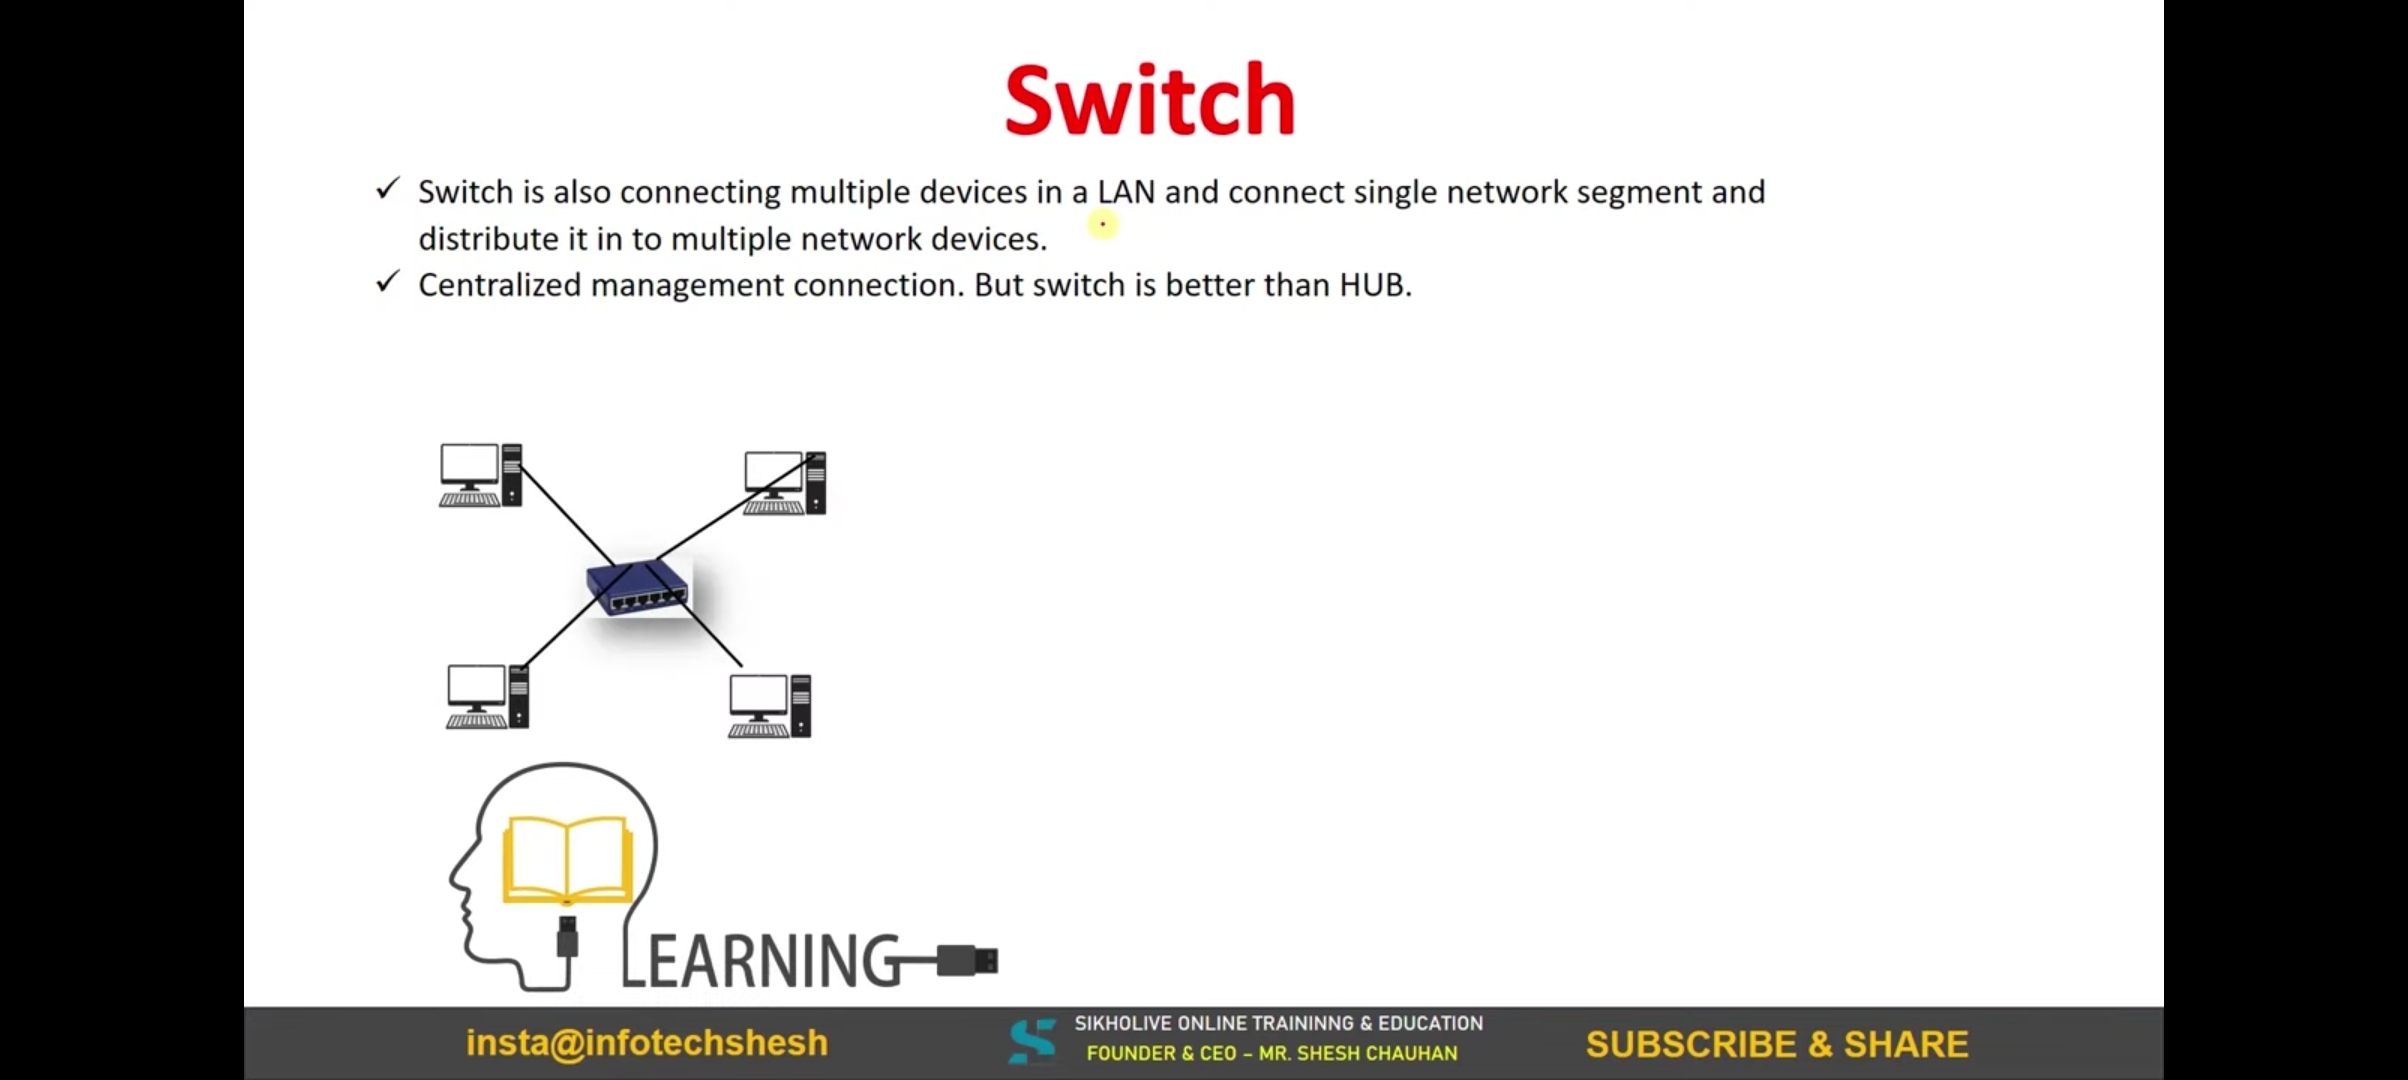 Switch
✓ Switch is also connecting multiple devices in a LAN and connect single network segment and
distribute it in to multiple network devices.
✓ Centralized management connection. But switch is better than HUB.
LEARNING
insta@infotechshesh
SIKHOLIVE ONLINE TRAININNG & EDUCATION
FOUNDER & CEO – MR. SHESH CHAUHAN
SUBSCRIBE & SHARE